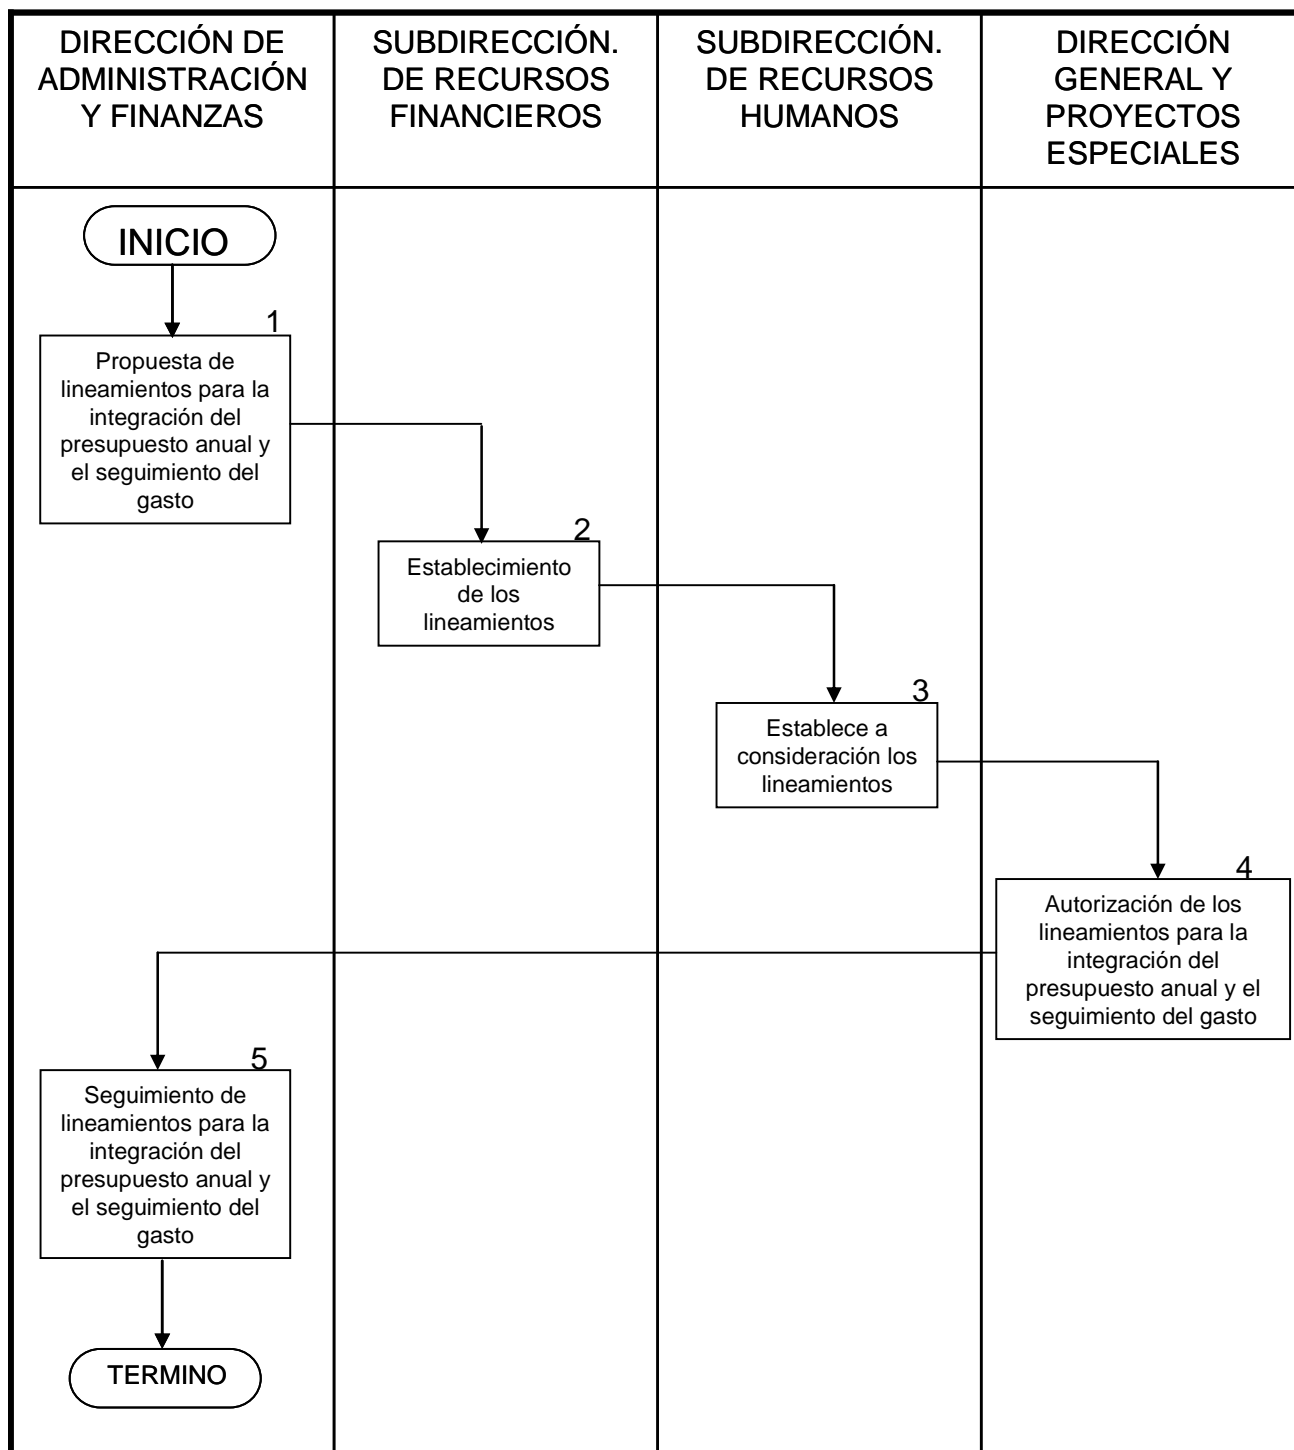 DIRECCIÓN DE
ADMINISTRACIÓN
Y FINANZAS
SUBDIRECCIÓN.
DE RECURSOS
FINANCIEROS
SUBDIRECCIÓN.
DE RECURSOS
HUMANOS
DIRECCIÓN
GENERAL Y
PROYECTOS
ESPECIALES
INICIO
1
Propuesta de
lineamientos para la
integración del
presupuesto anual y
el seguimiento del
gasto
2
Establecimiento
de los
lineamientos
3
Establece a
consideración los
lineamientos
4
Autorización de los
lineamientos para la
integración del
presupuesto anual y el
seguimiento del gasto
5
Seguimiento de
lineamientos para la
integración del
presupuesto anual y
el seguimiento del
gasto
TERMINO